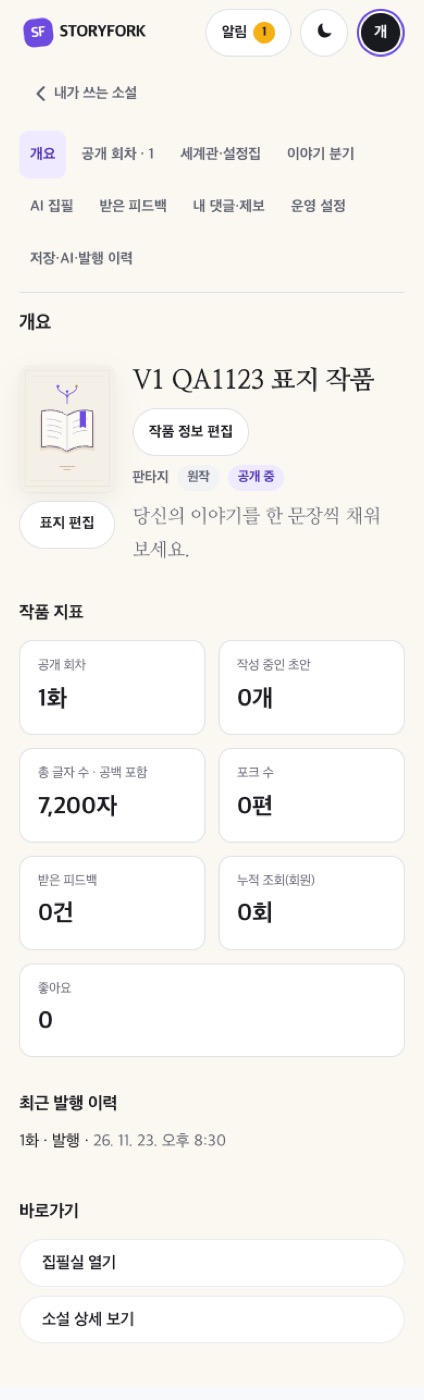 SF STORYFORK 알림 1 개
내가 쓰는 소설
개요 공개 회차 · 1 세계관·설정집 이야기 분기
AI 집필 받은 피드백 내 댓글·제보 운영 설정
저장·AI·발행 이력
개요
V1 QA1123 표지 작품
작품 정보 편집
판타지 원작 공개 중
표지 편집
당신의 이야기를 한 문장씩 채워
보세요.
작품 지표
공개 회차
1화
작성 중인 초안
0개
총 글자 수 · 공백 포함
7,200자
포크 수
0편
받은 피드백
0건
누적 조회(회원)
0회
좋아요
0
최근 발행 이력
1화 · 발행 · 26. 11. 23. 오후 8:30
바로가기
집필실 열기
소설 상세 보기